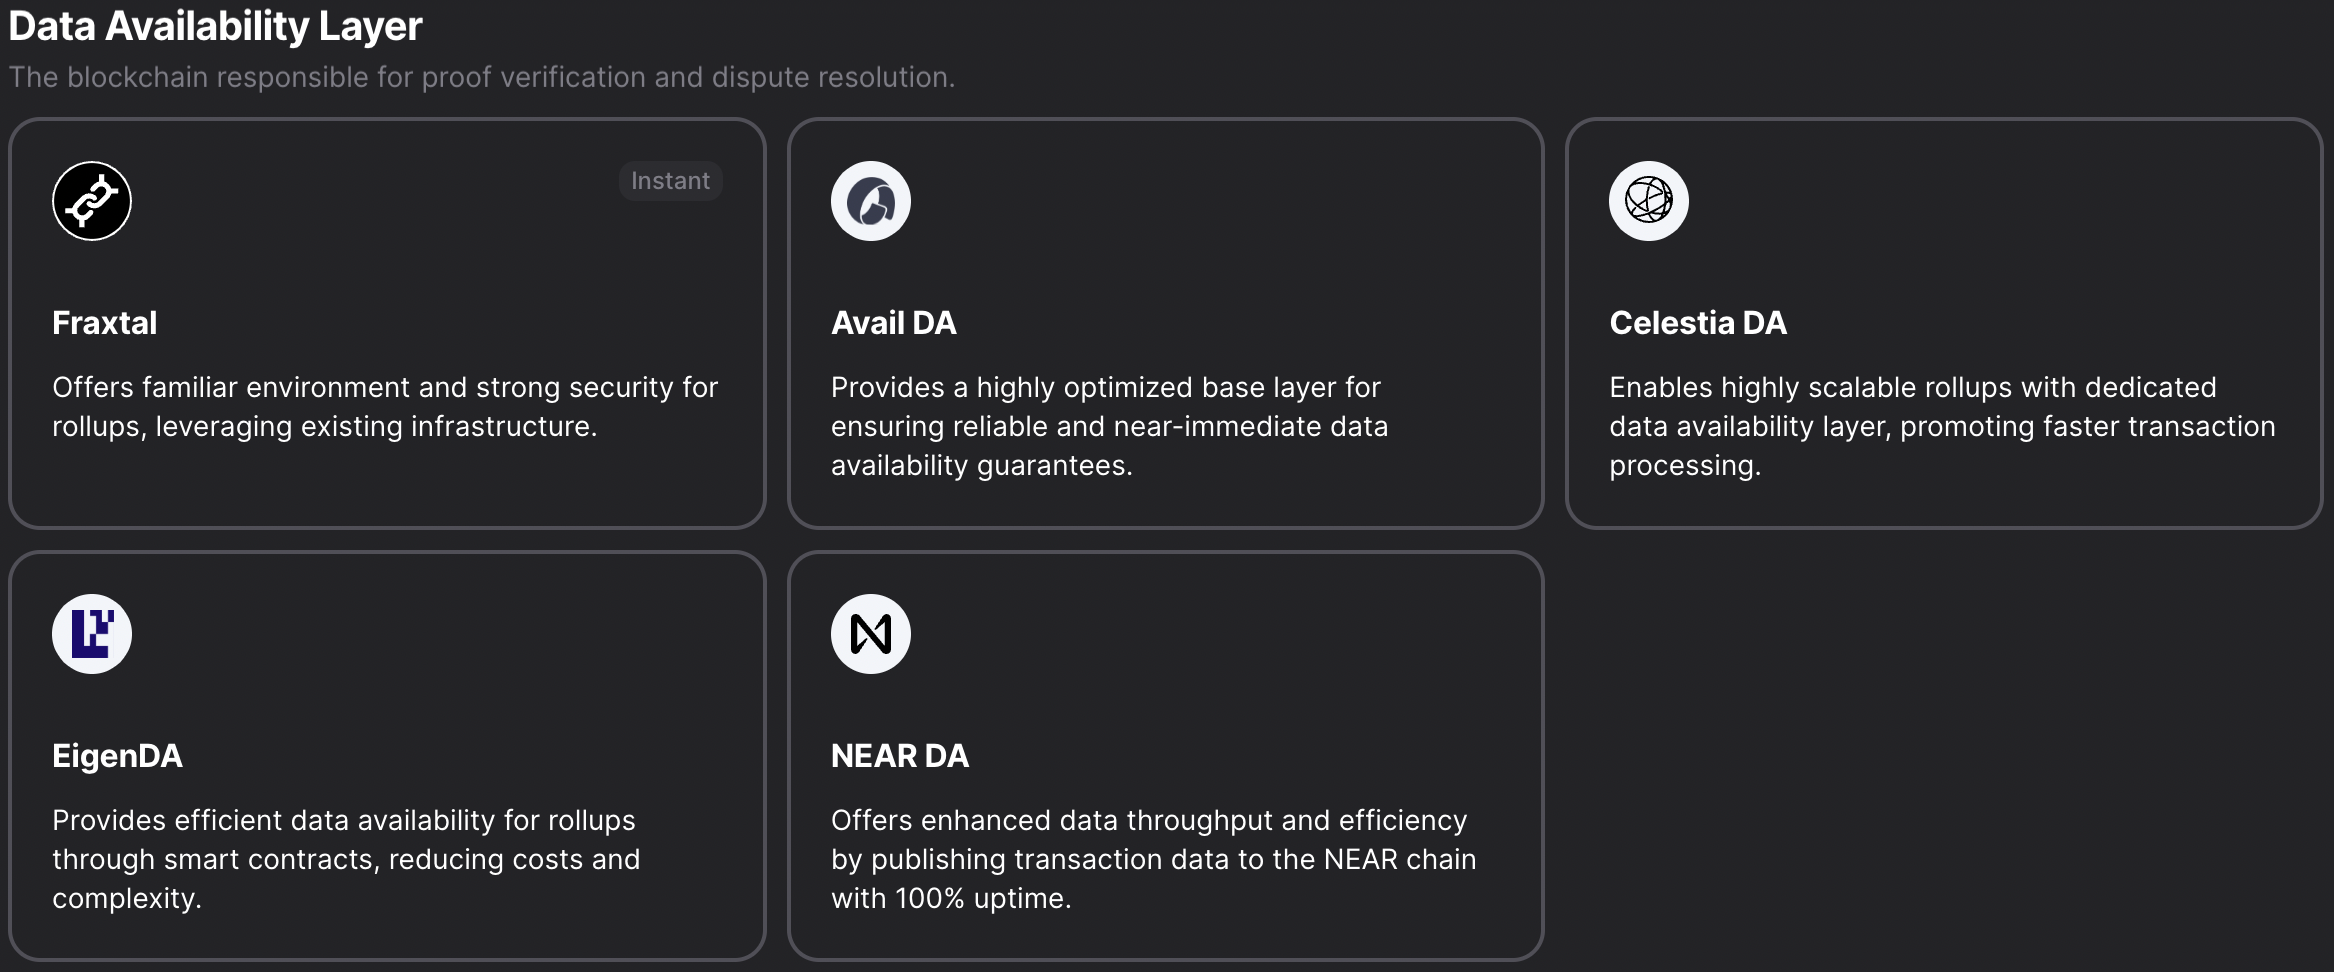 Data Availability Layer
The blockchain responsible for proof verification and dispute resolution.
Instant
Fraxtal
Offers familiar environment and strong security for
rollups, leveraging existing infrastructure.
Avail DA
Provides a highly optimized base layer for
ensuring reliable and near-immediate data
availability guarantees.
Celestia DA
Enables highly scalable rollups with dedicated
data availability layer, promoting faster transaction
processing.
EigenDA
Provides efficient data availability for rollups
through smart contracts, reducing costs and
complexity.
NEAR DA
Offers enhanced data throughput and efficiency
by publishing transaction data to the NEAR chain
with 100% uptime.